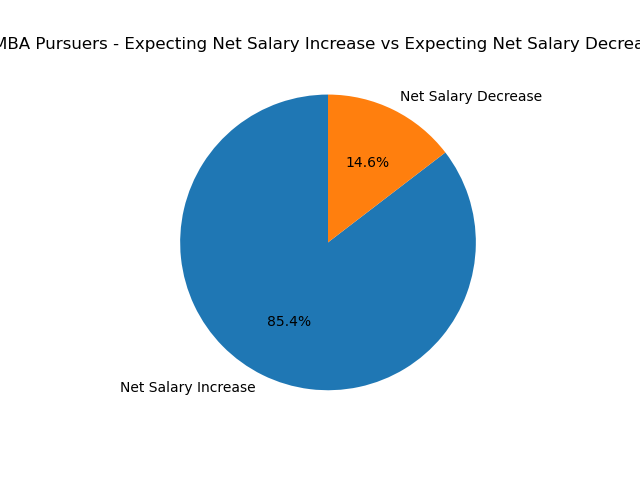 MBA Pursuers - Expecting Net Salary Increase vs Expecting Net Salary Decrea
Net Salary Decrease
14.6%
85.4%
Net Salary Increase